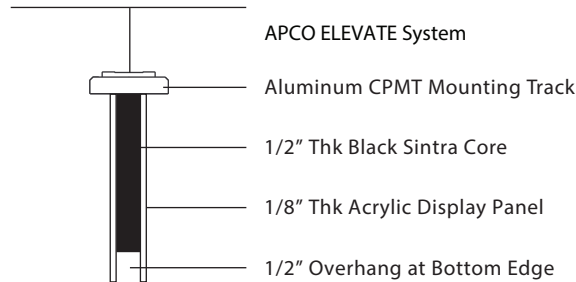 APCO ELEVATE System
Aluminum CPMT Mounting Track
1/2” Thk Black Sintra Core
1/8” Thk Acrylic Display Panel
1/2” Overhang at Bottom Edge